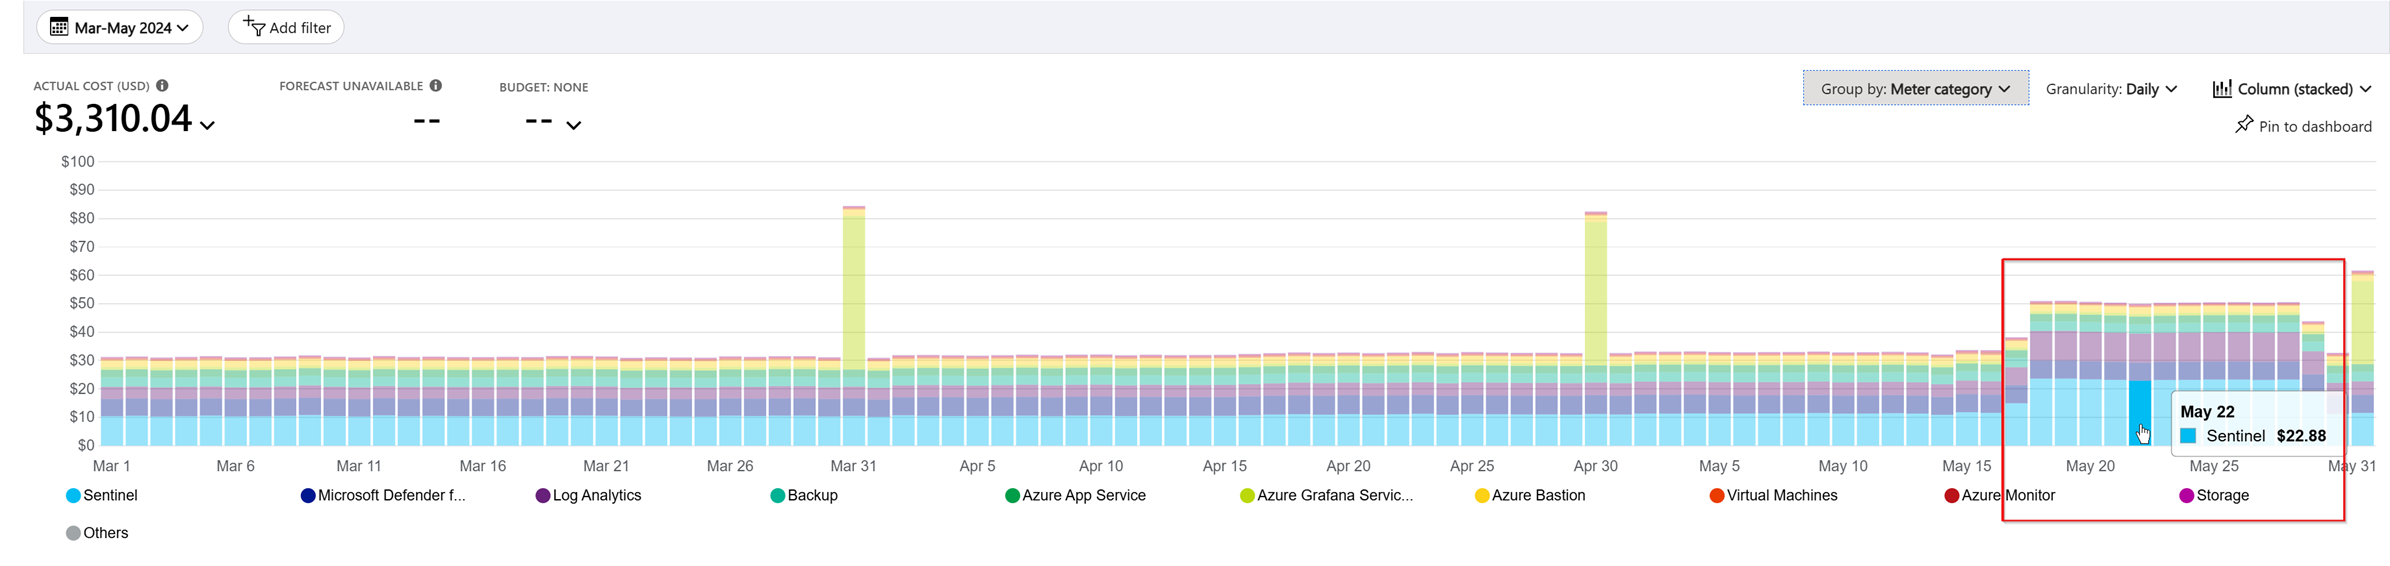 Mar-May 2024
Add filter
ACTUAL COST (USD)
FORECAST UNAVAILABLE
BUDGET: NONE
$3,310.04
--
--
Group by: Meter category
Granularity: Daily
Column (stacked)
Pin to dashboard
$100
$90
$80
$70
$60
$50
$40
$30
$20
$10
$0
May 22
Sentinel $22.88
Mar 1
Mar 6
Mar 11
Mar 16
Mar 21
Mar 26
Mar 31
Apr 5
Apr 10
Apr 15
Apr 20
Apr 25
Apr 30
May 5
May 10
May 15
May 20
May 25
May 31
Sentinel
Microsoft Defender f...
Log Analytics
Backup
Azure App Service
Azure Grafana Servic...
Azure Bastion
Virtual Machines
Azure Monitor
Storage
Others